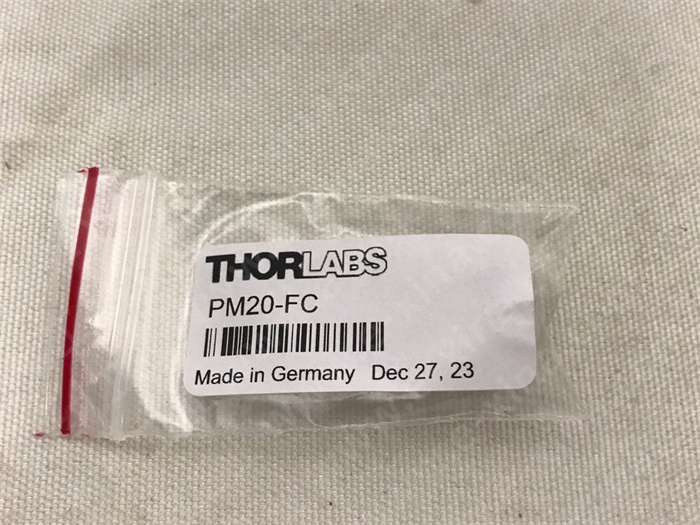 THORLABS
PM20-FC
Made in Germany Dec 27, 23